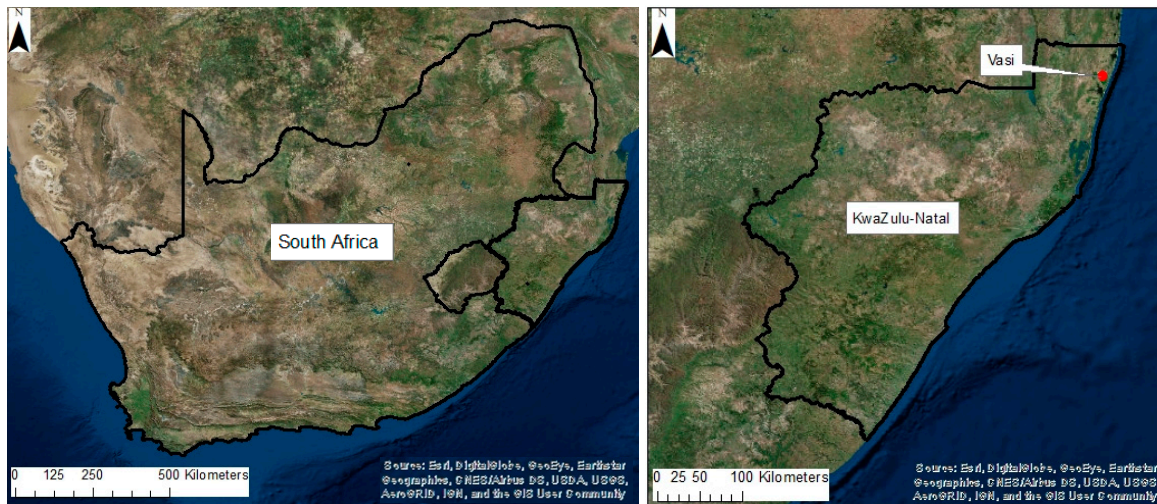 N
South Africa
0 125 250 500 Kilometers
Source: Esri, DigitalGlobe, GeoEye, Earthstar
Geographics, CNES/Airbus DS, USDA, USGS,
AeroGRID, IGN, and the GIS User Community
N
Vasi
KwaZulu-Natal
0 25 50 100 Kilometers
Source: Esri, DigitalGlobe, GeoEye, Earthstar
Geographics, CNES/Airbus DS, USDA, USGS,
AeroGRID, IGN, and the GIS User Community